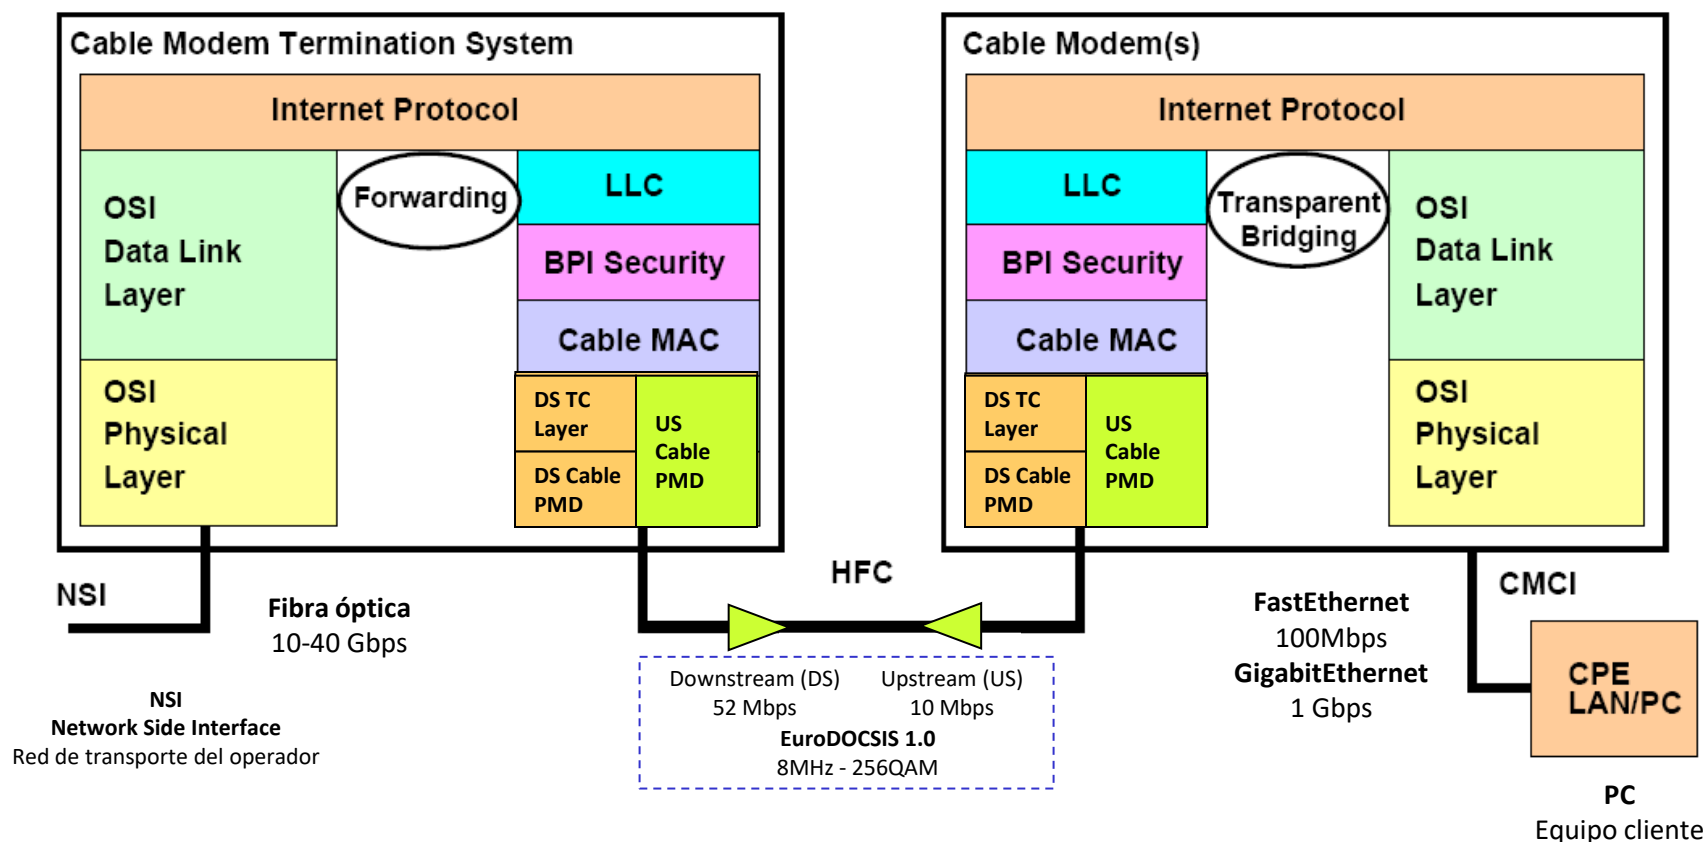 Cable Modem Termination System
Internet Protocol
OSI
Data Link
Layer
Forwarding
LLC
BPI Security
Cable MAC
OSI
Physical
Layer
DS TC
Layer
DS Cable
PMD
US
Cable
PMD
Cable Modem(s)
Internet Protocol
LLC
BPI Security
Cable MAC
Transparent
Bridging
OSI
Data Link
Layer
DS TC
Layer
DS Cable
PMD
US
Cable
PMD
OSI
Physical
Layer
NSI
Fibra óptica
10-40 Gbps
NSI
Network Side Interface
Red de transporte del operador
HFC
Downstream (DS)
52 Mbps
Upstream (US)
10 Mbps
EuroDOCSIS 1.0
8MHz - 256QAM
FastEthernet
100Mbps
GigabitEthernet
1 Gbps
CMCI
CPE
LAN/PC
PC
Equipo cliente